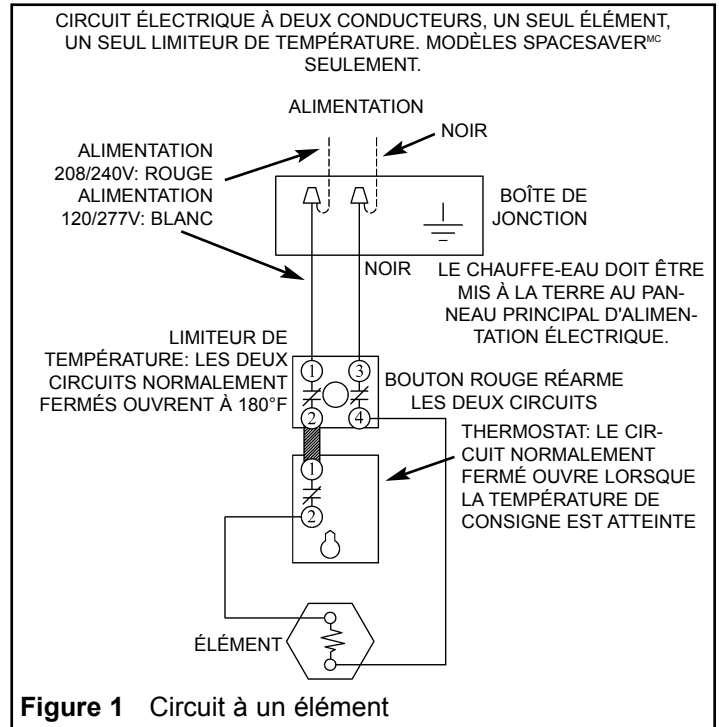 CIRCUIT ÉLECTRIQUE À DEUX CONDUCTEURS, UN SEUL ÉLÉMENT,
UN SEUL LIMITEUR DE TEMPÉRATURE. MODÈLES SPACESAVERᴹᶜ
SEULEMENT.
ALIMENTATION
NOIR
ALIMENTATION
208/240V: ROUGE
ALIMENTATION
120/277V: BLANC
BOÎTE DE
JONCTION
NOIR
LE CHAUFFE-EAU DOIT ÊTRE
MIS À LA TERRE AU PAN-
NEAU PRINCIPAL D'ALIMEN-
TATION ÉLECTRIQUE.
LIMITEUR DE
TEMPÉRATURE: LES DEUX
CIRCUITS NORMALEMENT
FERMÉS OUVRENT À 180°F
1
3
2
4
BOUTON ROUGE RÉARME
LES DEUX CIRCUITS
1
2
THERMOSTAT: LE CIR-
CUIT NORMALEMENT
FERMÉ OUVRE LORSQUE
LA TEMPÉRATURE DE
CONSIGNE EST ATTEINTE
ÉLÉMENT
Figure 1 Circuit à un élément